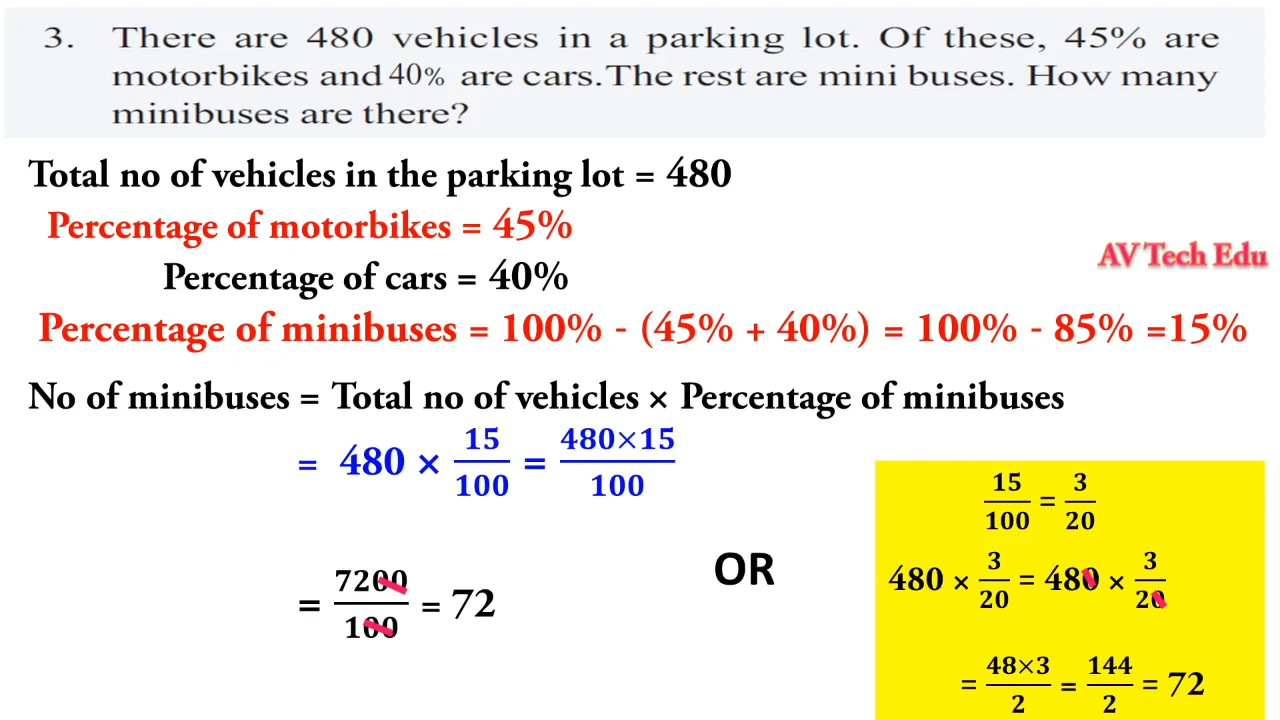 3. There are 480 vehicles in a parking lot. Of these, 45% are
motorbikes and 40% are cars. The rest are mini buses. How many
minibuses are there?
Total no of vehicles in the parking lot = 480
Percentage of motorbikes = 45%
AV Tech Edu
Percentage of cars = 40%
Percentage of minibuses = 100% - (45% + 40%) = 100% - 85% =15%
No of minibuses = Total no of vehicles × Percentage of minibuses
= 480 × 15/100 = 480×15/100
= 7200/100 = 72
OR
15/100 = 3/20
480 × 3/20 = 480 × 3/20
= 48×3/2 = 144/2 = 72